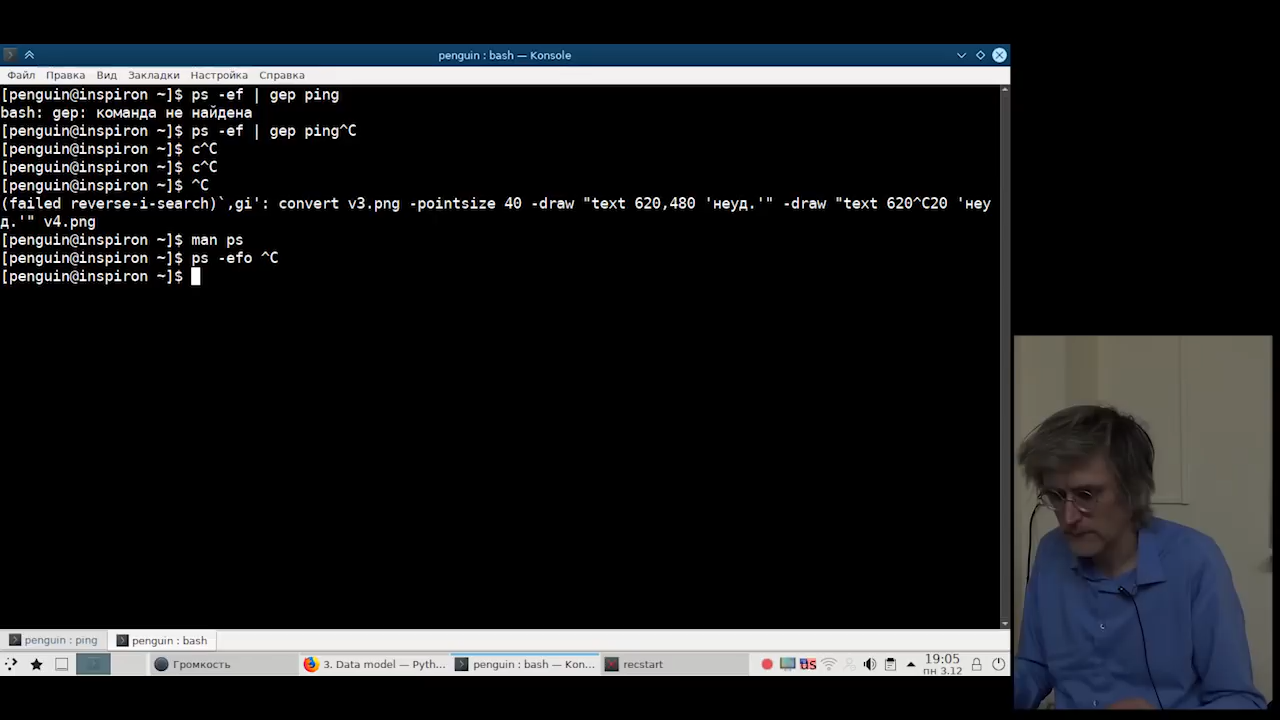 penguin : bash — Konsole
Файл Правка Вид Закладки Настройка Справка
[penguin@inspiron ~]$ ps -ef | gep ping
bash: gep: команда не найдена
[penguin@inspiron ~]$ ps -ef | gep ping^C
[penguin@inspiron ~]$ c^C
[penguin@inspiron ~]$ c^C
[penguin@inspiron ~]$ ^C
(failed reverse-i-search)`,gi': convert v3.png -pointsize 40 -draw "text 620,480 'неуд.'" -draw "text 620^C20 'неу
д.'" v4.png
[penguin@inspiron ~]$ man ps
[penguin@inspiron ~]$ ps -efo ^C
[penguin@inspiron ~]$
penguin : ping penguin : bash
Громкость 3. Data model — Pyth... penguin : bash — Kon... recstart us 19:05
пн 3.12